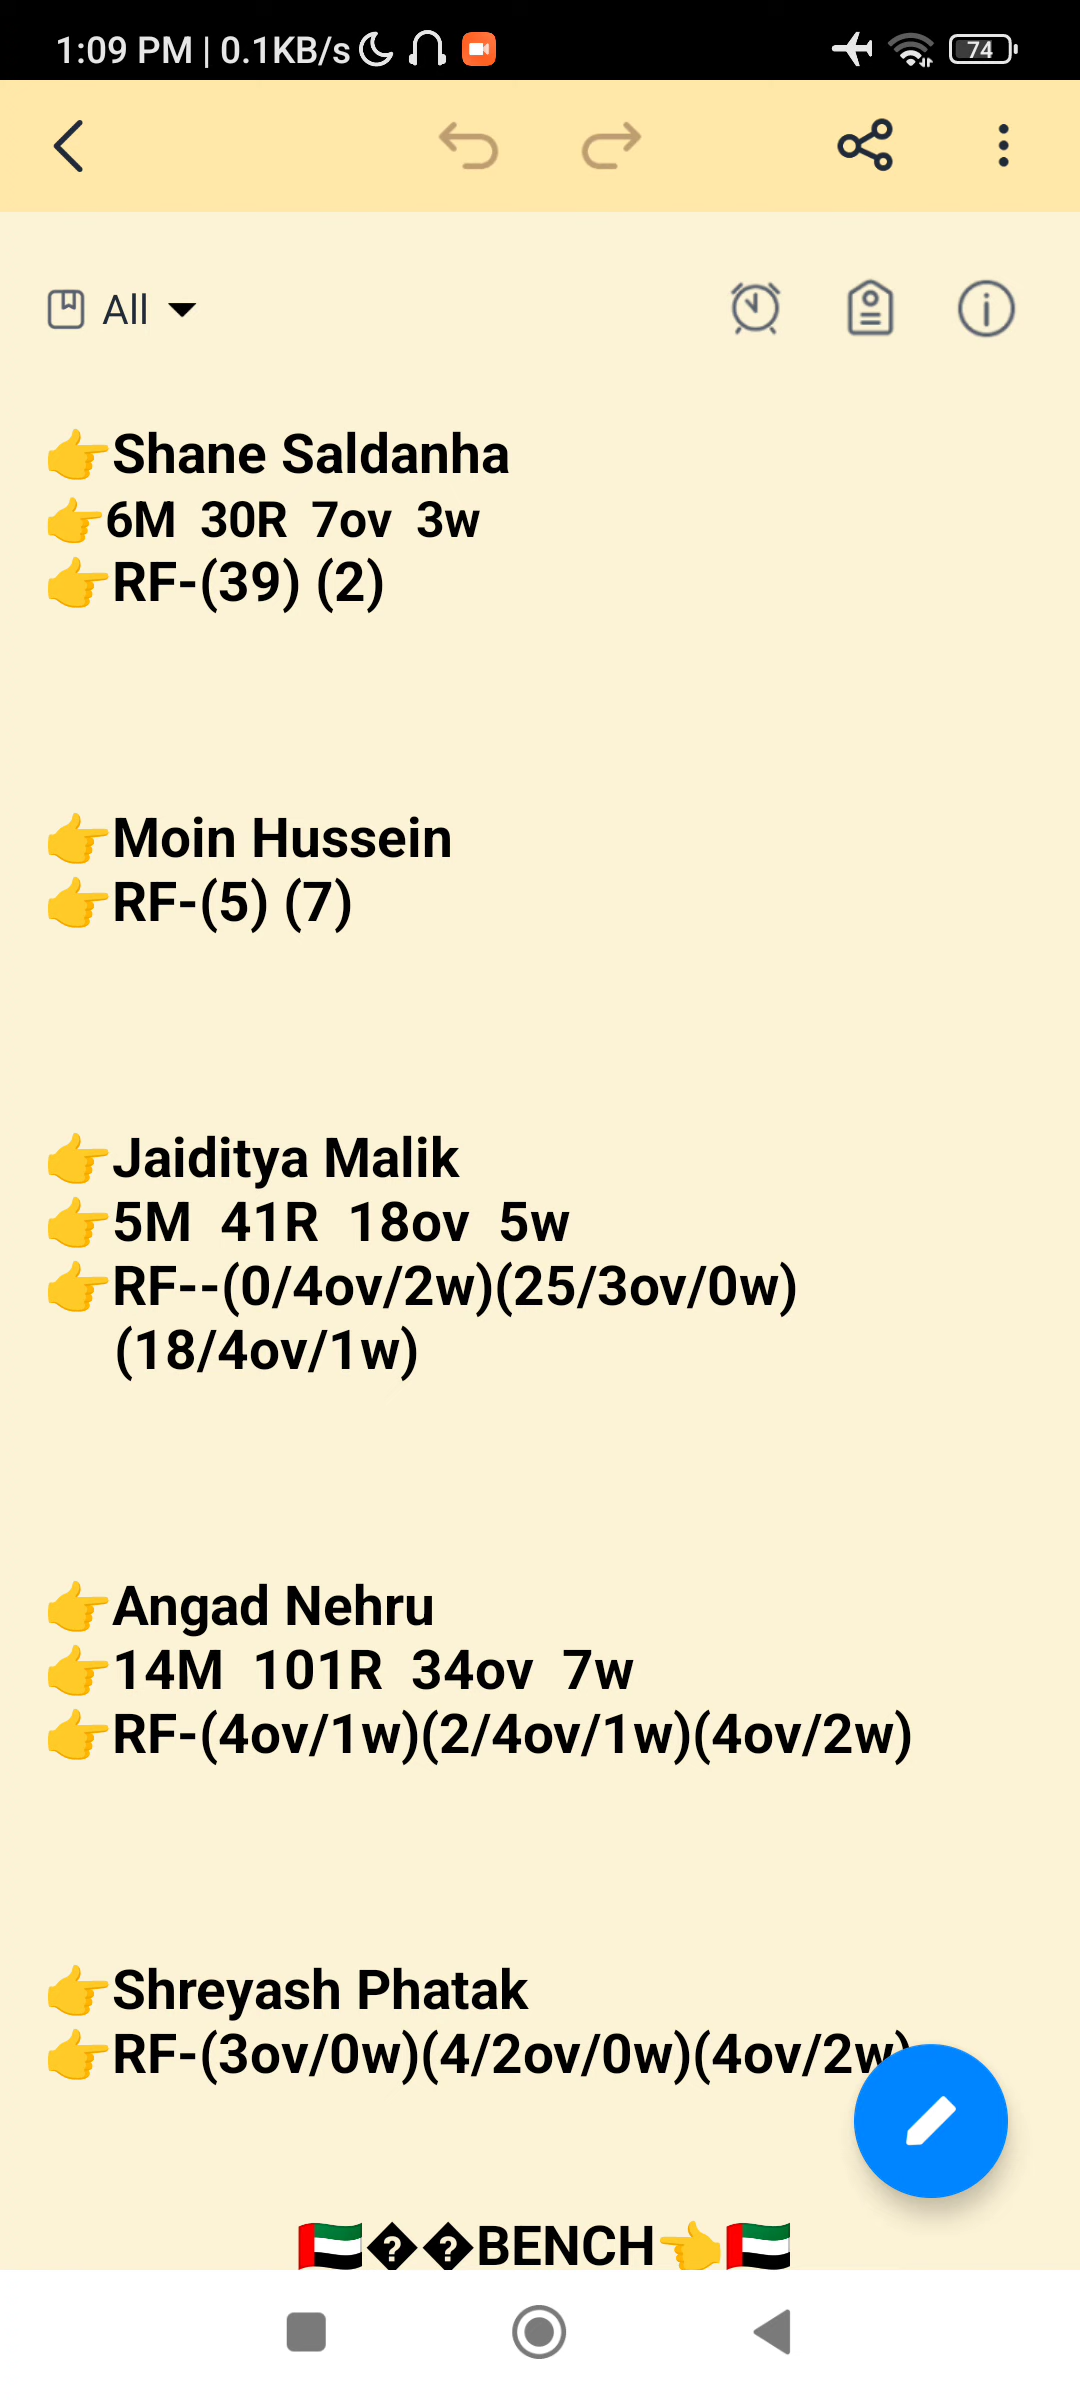 1:09 PM | 0.1KB/s
74
All
👉Shane Saldanha
👉6M 30R 7ov 3w
👉RF-(39) (2)
👉Moin Hussein
👉RF-(5) (7)
👉Jaiditya Malik
👉5M 41R 18ov 5w
👉RF--(0/4ov/2w)(25/3ov/0w)
(18/4ov/1w)
👉Angad Nehru
👉14M 101R 34ov 7w
👉RF-(4ov/1w)(2/4ov/1w)(4ov/2w)
👉Shreyash Phatak
👉RF-(3ov/0w)(4/2ov/0w)(4ov/2w)
🇦🇪��BENCH👈🇦🇪